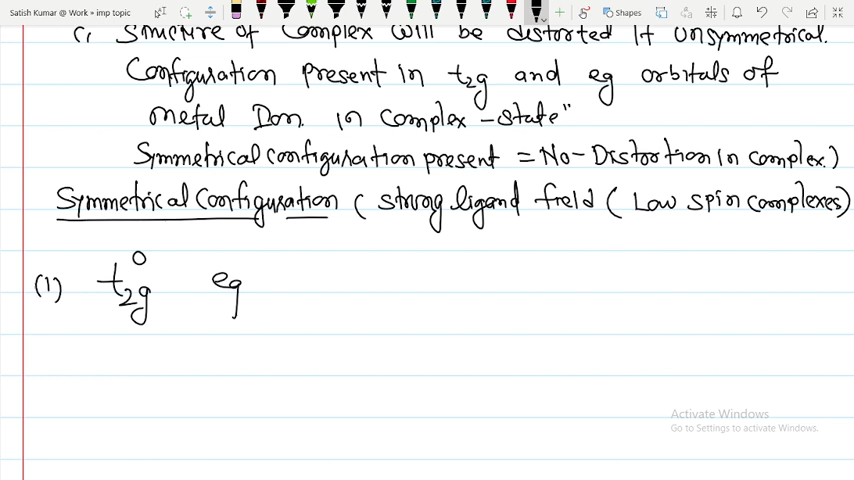 Satish Kumar @ Work » imp topic
Shapes
Structure of Complex will be distorted if unsymmetrical.
Configuration present in t2g and eg orbitals of
metal Ion. in complex-state"
Symmetrical configuration present = No-Distortion in complex.)
Symmetrical Configuration ( strong ligand field ( Low spin complexes)
(1) t2g⁰ eg
Activate Windows
Go to Settings to activate Windows.